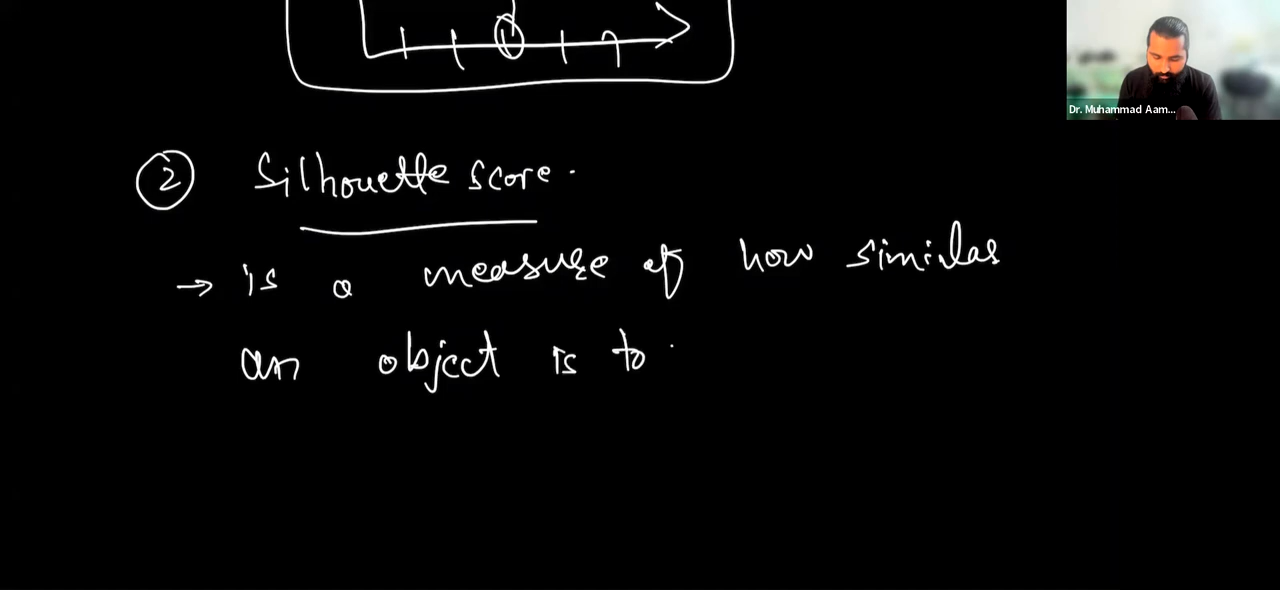 Dr. Muhammad Aam...
② Silhouette score.
→ is a measure of how similar
an object is to